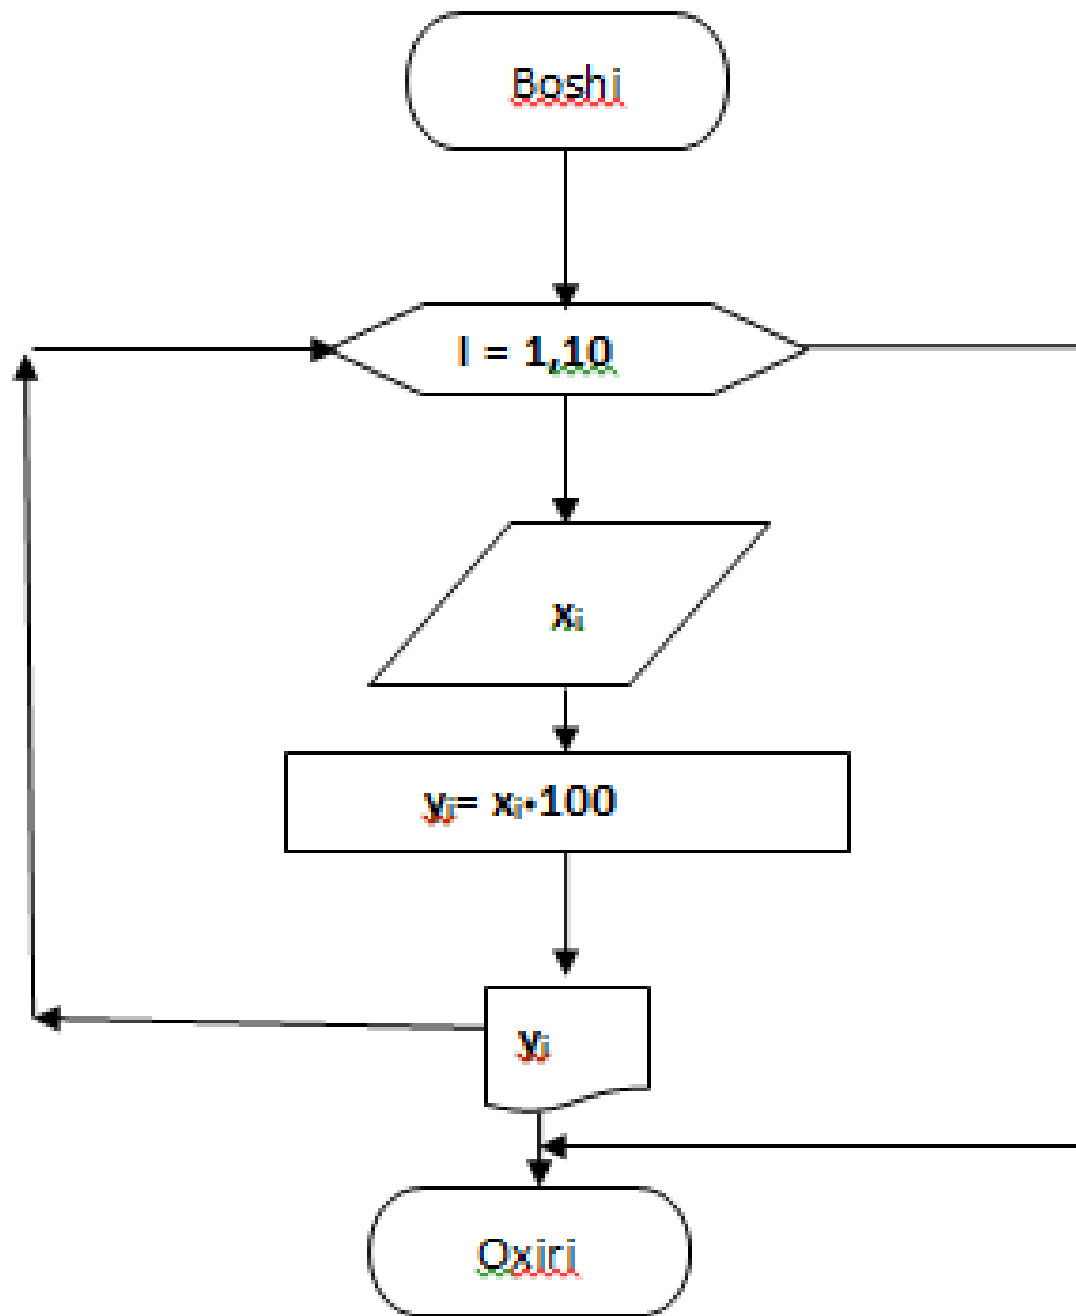 Boshi
I = 1,10
xᵢ
yᵢ= xᵢ·100
yᵢ
Oxiri